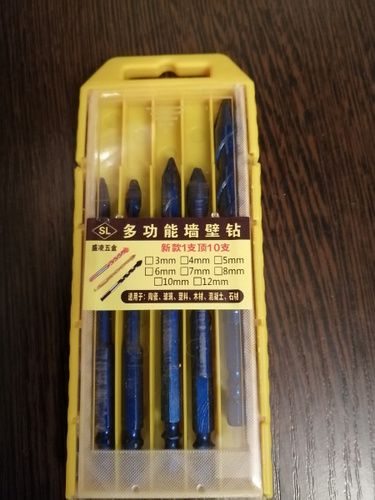 SL
盛凌五金
多功能墙壁钻
新款1支顶10支
□3mm □4mm □5mm
□6mm □7mm □8mm
□10mm □12mm
适用于：陶瓷、玻璃、塑料、木材、混凝土、石材